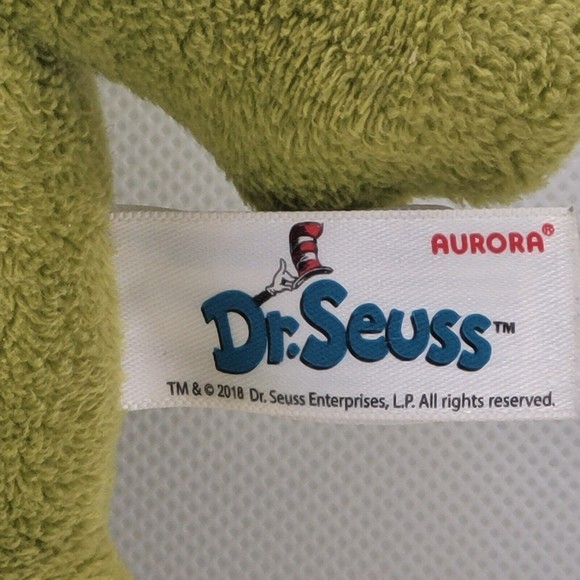 AURORA®
Dr. Seuss™
TM & © 2018 Dr. Seuss Enterprises, L.P. All rights reserved.